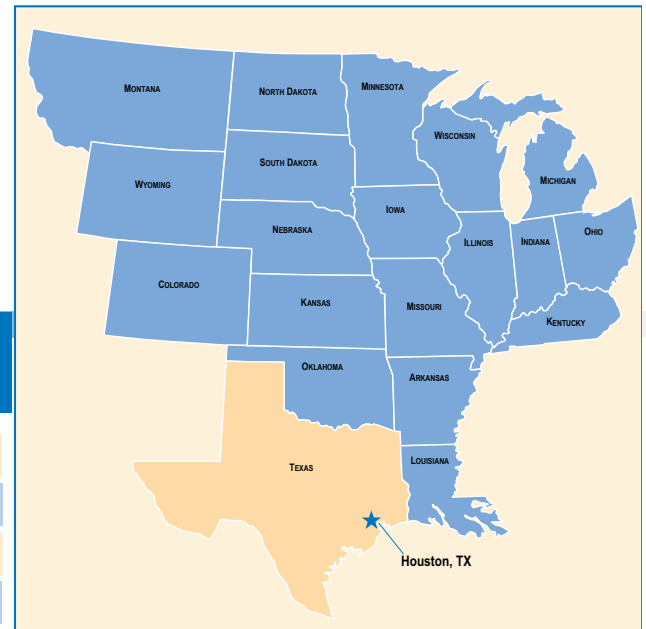 MONTANA
NORTH DAKOTA
MINNESOTA
WISCONSIN
SOUTH DAKOTA
MICHIGAN
WYOMING
IOWA
NEBRASKA
OHIO
ILLINOIS
INDIANA
COLORADO
KANSAS
MISSOURI
KENTUCKY
OKLAHOMA
ARKANSAS
LOUISIANA
TEXAS
Houston, TX